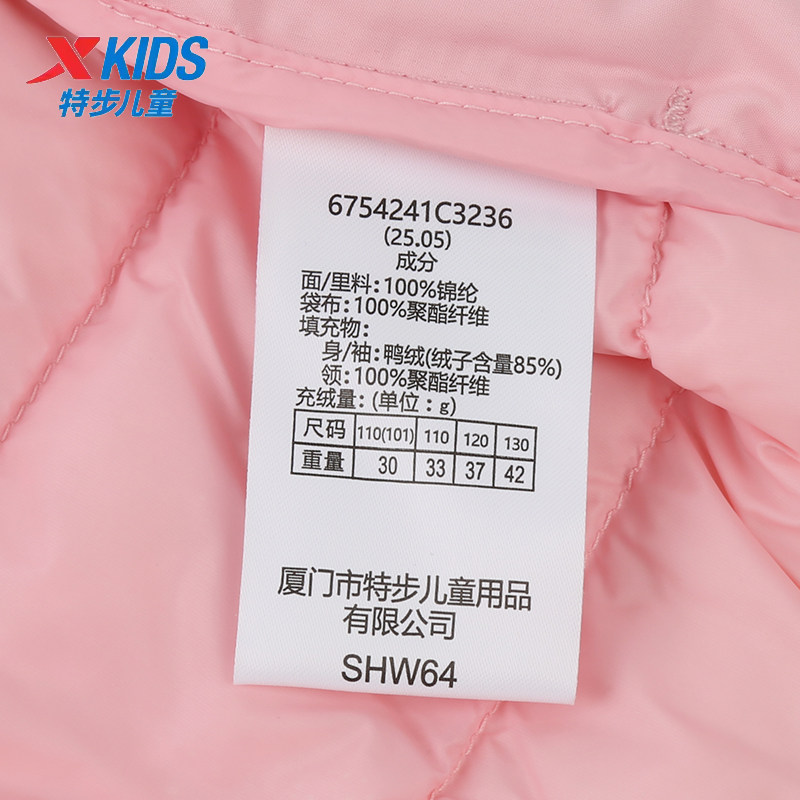 XKIDS
特步儿童
6754241C3236
(25.05)
成分
面/里料:100%锦纶
袋布:100%聚酯纤维
填充物:
身/袖:鸭绒(绒子含量85%)
领:100%聚酯纤维
充绒量:(单位:g)
尺码 110(101) 110 120 130
重量 30 33 37 42
厦门市特步儿童用品
有限公司
SHW64